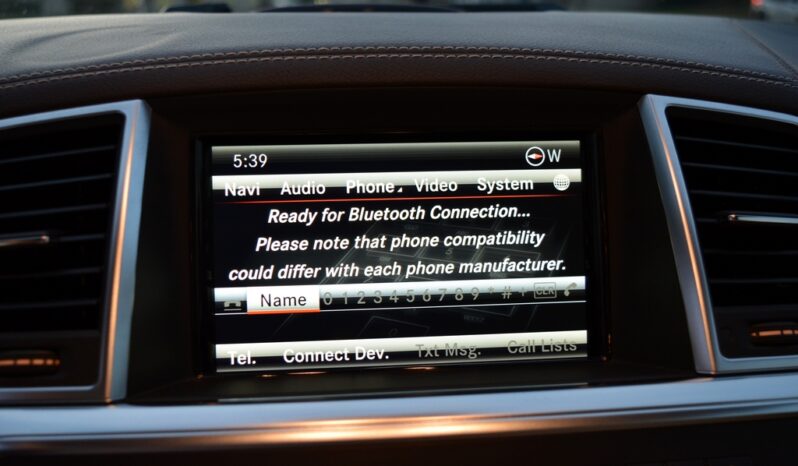 5:39 W
Navi Audio Phone Video System
Ready for Bluetooth Connection...
Please note that phone compatibility
could differ with each phone manufacturer.
Name 0 1 2 3 4 5 6 7 8 9 * # + CLR
Tel. Connect Dev. Txt Msg. Call Lists